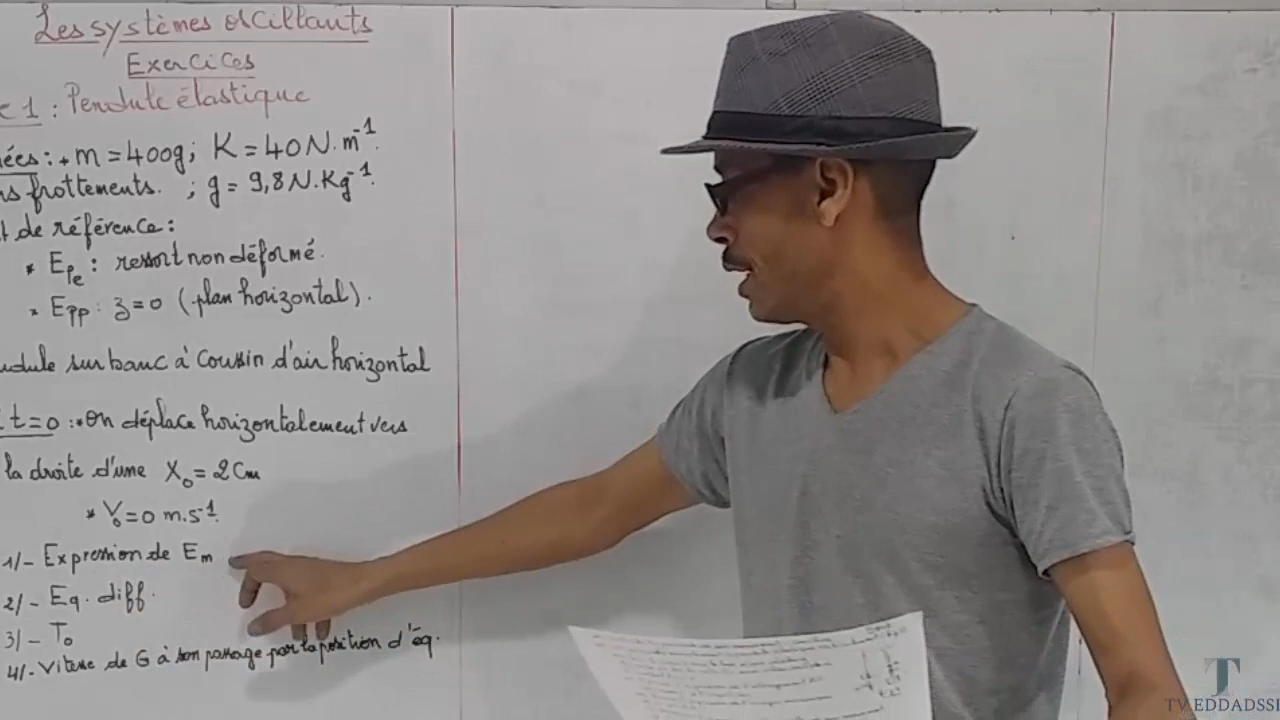 Les systèmes oscillants
Exercices
c 1 : Pendule élastique
ées : + m = 400g ; K = 40 N.m⁻¹.
ns frottements. ; g = 9,8 N.Kg⁻¹.
t de référence :
* Epe : ressort non déformé.
* Epp : z = 0 (plan horizontal).
ndule sur banc à Coussin d'air horizontal
t = 0 : * On déplace horizontalement vers
la droite d'une X₀ = 2 Cm
* V₀ = 0 m.s⁻¹.
1/- Expression de Em
2/- Eq. diff.
3/- T₀
4/- Vitesse de G à son passage par la position d'éq.
T
TV EDDADSSI